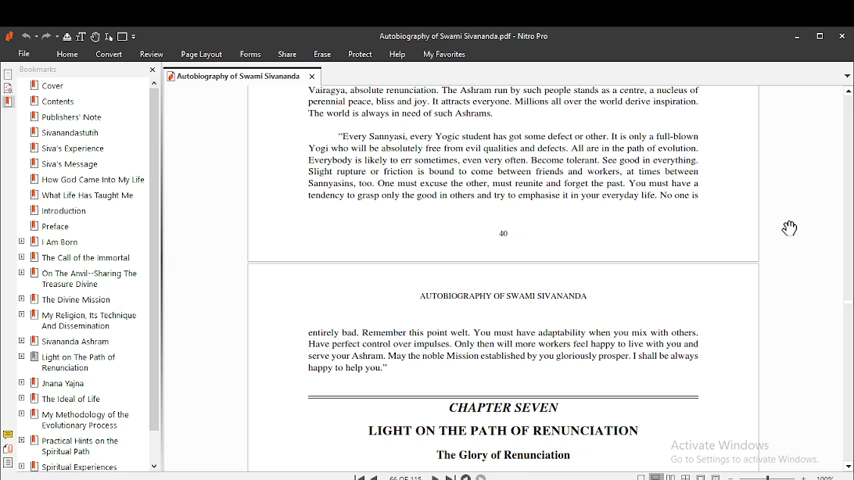 Autobiography of Swami Sivananda.pdf - Nitro Pro
File Home Convert Review Page Layout Forms Share Erase Protect Help My Favorites
Bookmarks
Cover
Contents
Publishers' Note
Sivanandastutih
Siva's Experience
Siva's Message
How God Came Into My Life
What Life Has Taught Me
Introduction
Preface
I Am Born
The Call of the Immortal
On The Anvil--Sharing The
Treasure Divine
The Divine Mission
My Religion, Its Technique
And Dissemination
Sivananda Ashram
Light on The Path of
Renunciation
Jnana Yajna
The Ideal of Life
My Methodology of the
Evolutionary Process
Practical Hints on the
Spiritual Path
Spiritual Experiences
Autobiography of Swami Sivananda
Vairagya, absolute renunciation. The Ashram run by such people stands as a centre, a nucleus of
perennial peace, bliss and joy. It attracts everyone. Millions all over the world derive inspiration.
The world is always in need of such Ashrams.
“Every Sannyasi, every Yogic student has got some defect or other. It is only a full-blown
Yogi who will be absolutely free from evil qualities and defects. All are in the path of evolution.
Everybody is likely to err sometimes, even very often. Become tolerant. See good in everything.
Slight rupture or friction is bound to come between friends and workers, at times between
Sannyasins, too. One must excuse the other, must reunite and forget the past. You must have a
tendency to grasp only the good in others and try to emphasise it in your everyday life. No one is
40
AUTOBIOGRAPHY OF SWAMI SIVANANDA
entirely bad. Remember this point welt. You must have adaptability when you mix with others.
Have perfect control over impulses. Only then will more workers feel happy to live with you and
serve your Ashram. May the noble Mission established by you gloriously prosper. I shall be always
happy to help you.”
CHAPTER SEVEN
LIGHT ON THE PATH OF RENUNCIATION
The Glory of Renunciation
Activate Windows
Go to Settings to activate Windows.
66 OF 115
100%